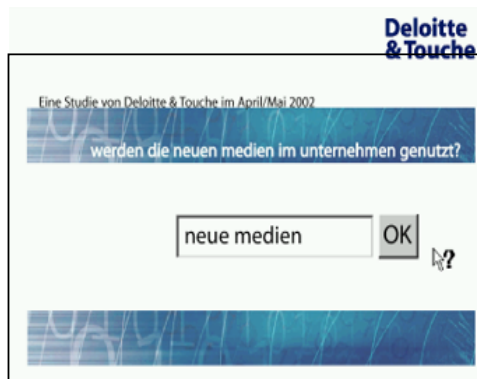 Deloitte
& Touche
Eine Studie von Deloitte & Touche im April/Mai 2002
werden die neuen medien im unternehmen genutzt?
neue medien OK
?